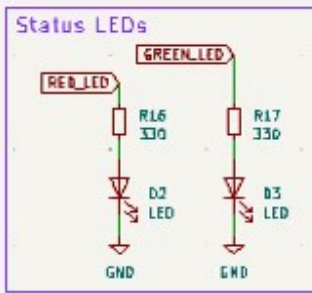 Status LEDs
GREEN_LED
RED_LED
R16
330
R17
330
D2
LED
D3
LED
GND
GND